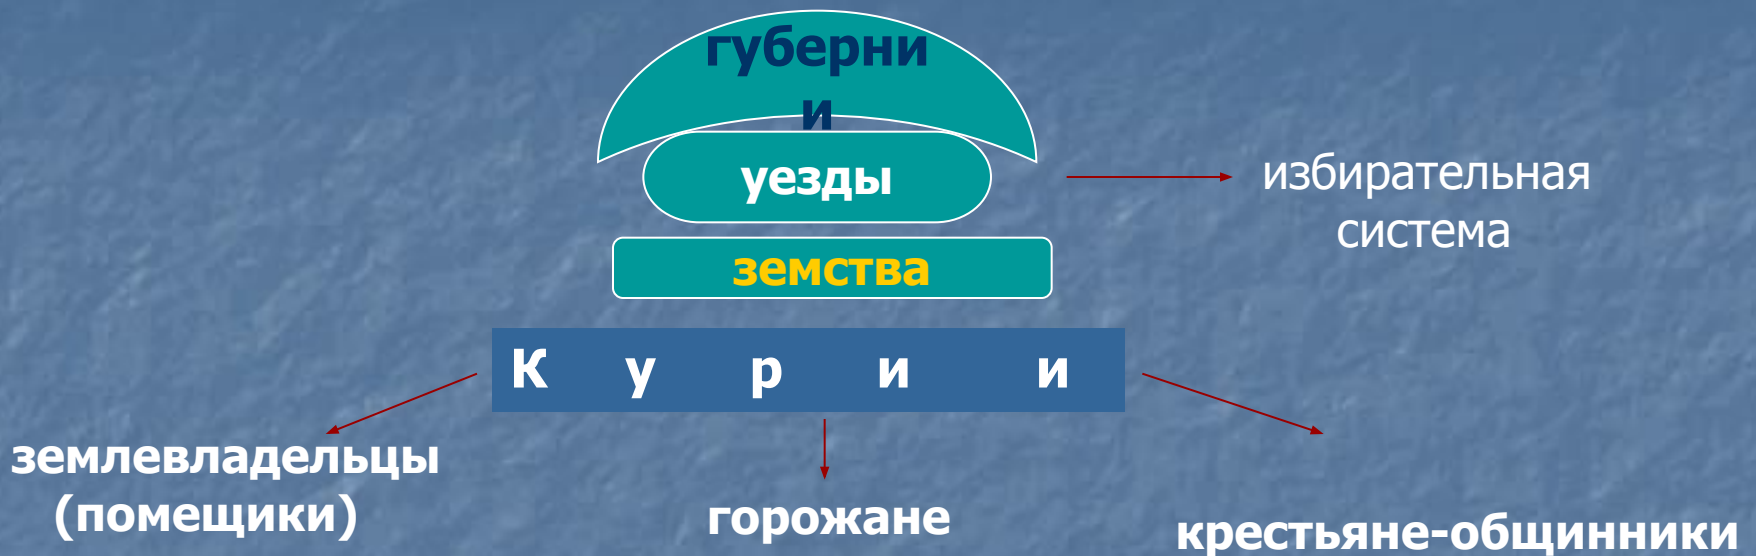 губерни
и
уезды
избирательная
система
земства
К у р и и
землевладельцы
(помещики)
горожане
крестьяне-общинники